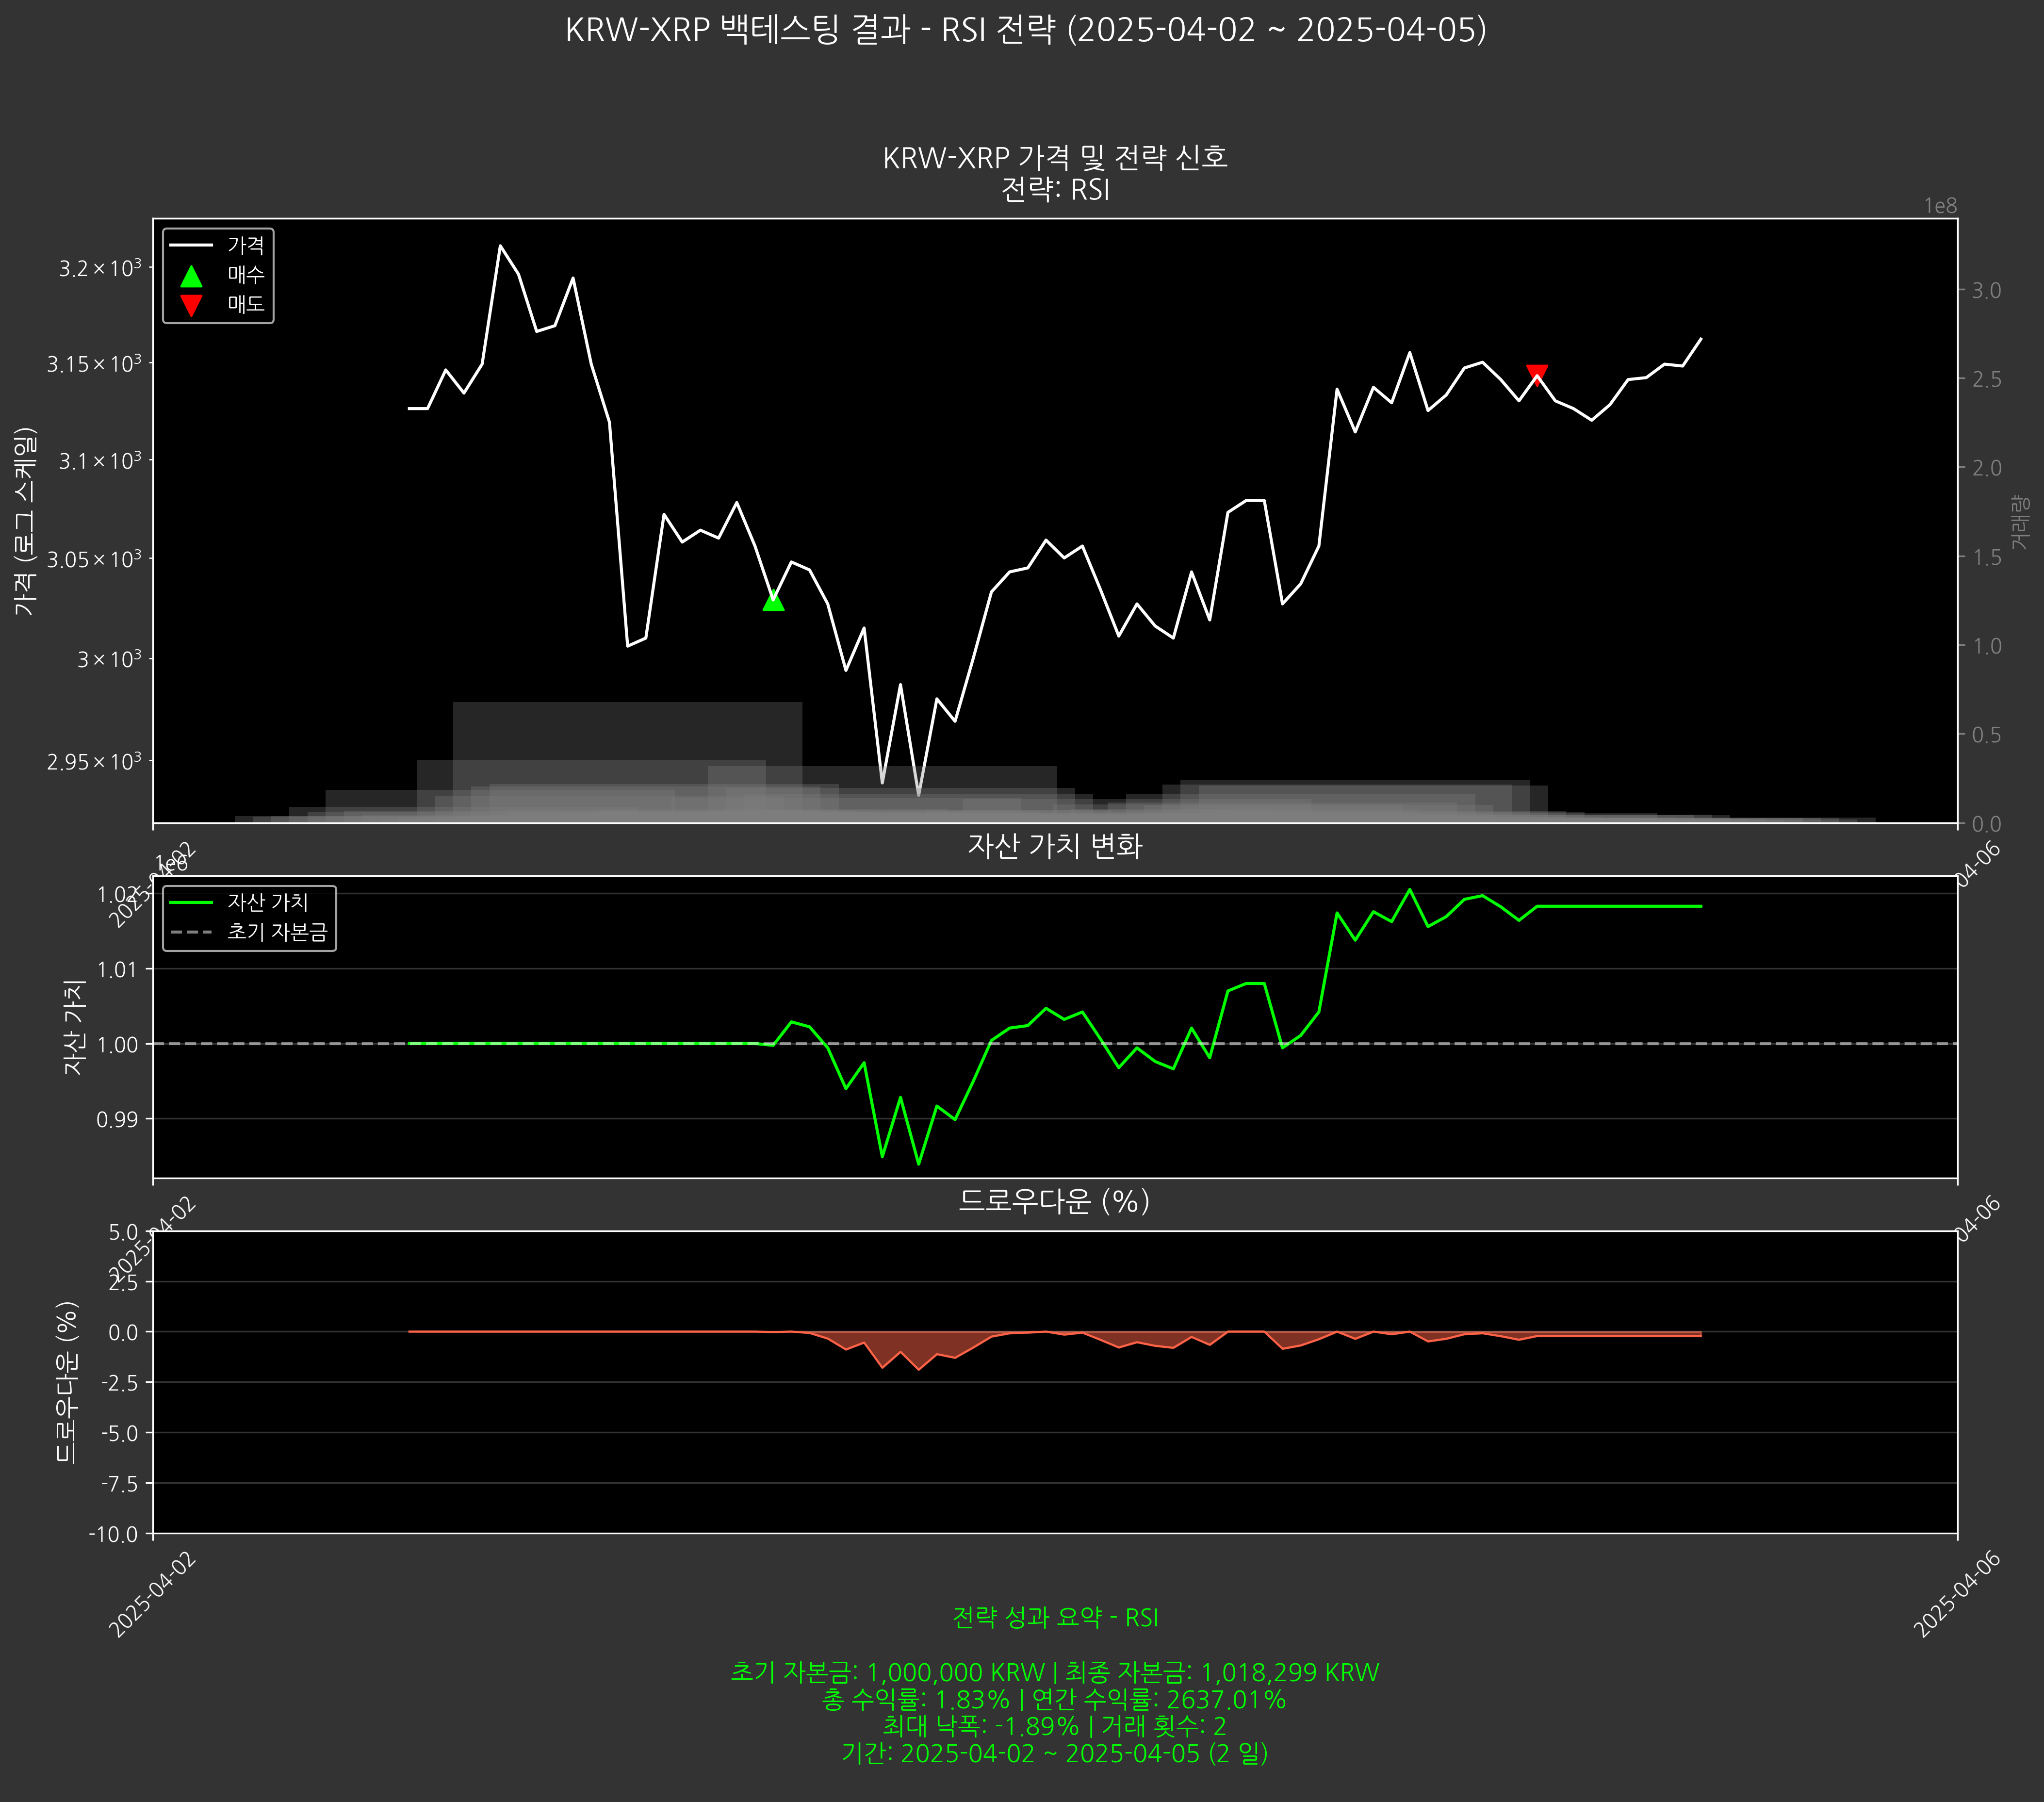 KRW-XRP 백테스팅 결과 - RSI 전략 (2025-04-02 ~ 2025-04-05)
KRW-XRP 가격 및 전략 신호
전략: RSI
1e8
가격
매수
매도
3.2 × 10³
3.15 × 10³
3.1 × 10³
3.05 × 10³
3 × 10³
2.95 × 10³
가격 (로그 스케일)
3.0
2.5
2.0
1.5
1.0
0.5
0.0
거래량
2025-04-02
04-06
자산 가치 변화
1e6
자산 가치
초기 자본금
1.02
1.01
1.00
0.99
자산 가치
2025-04-02
04-06
드로우다운 (%)
5.0
2.5
0.0
-2.5
-5.0
-7.5
-10.0
드로우다운 (%)
2025-04-02
2025-04-06
전략 성과 요약 - RSI
초기 자본금: 1,000,000 KRW | 최종 자본금: 1,018,299 KRW
총 수익률: 1.83% | 연간 수익률: 2637.01%
최대 낙폭: -1.89% | 거래 횟수: 2
기간: 2025-04-02 ~ 2025-04-05 (2 일)